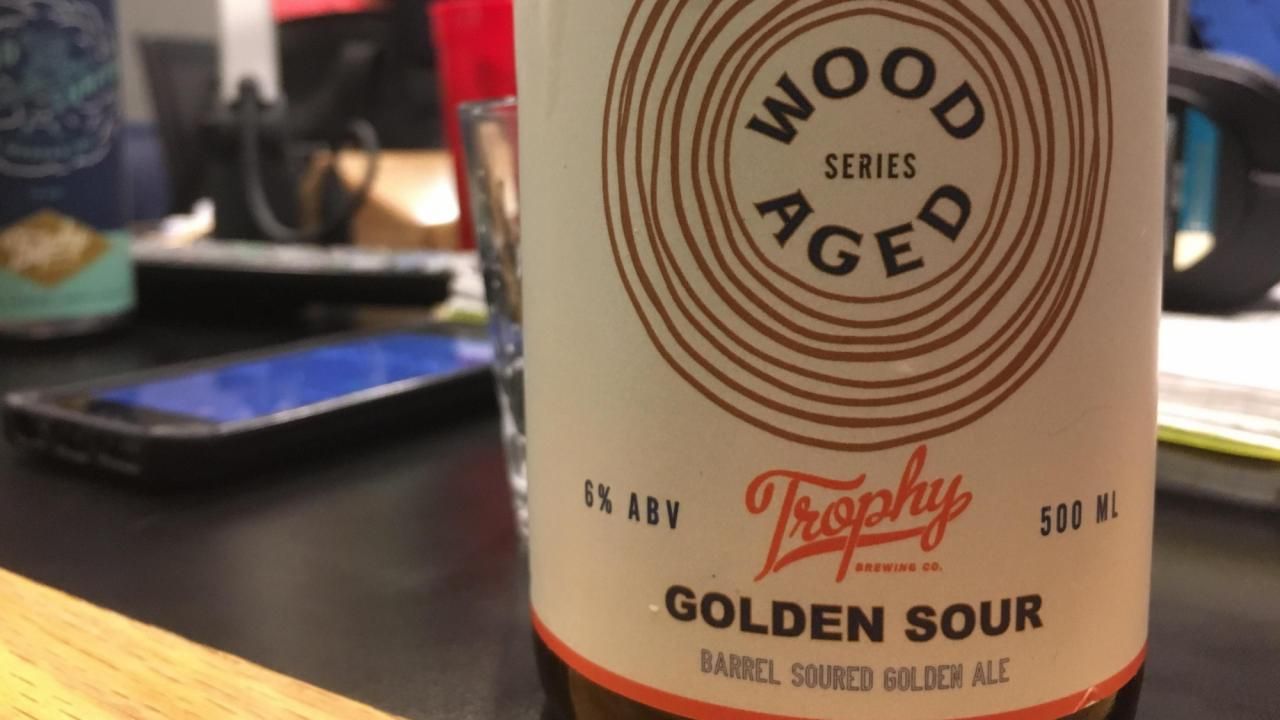 WOOD
SERIES
AGED
6% ABV
Trophy
BREWING CO.
500 ML
GOLDEN SOUR
BARREL SOURED GOLDEN ALE